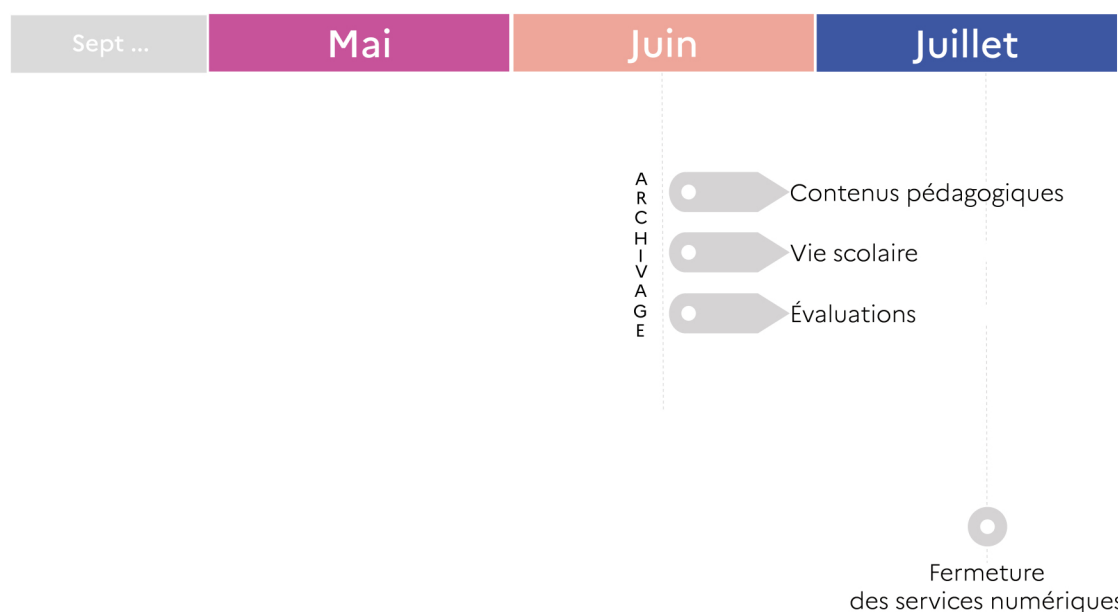 Sept ...
Mai
Juin
Juillet
ARCHIVAGE
Contenus pédagogiques
Vie scolaire
Évaluations
Fermeture
des services numériques